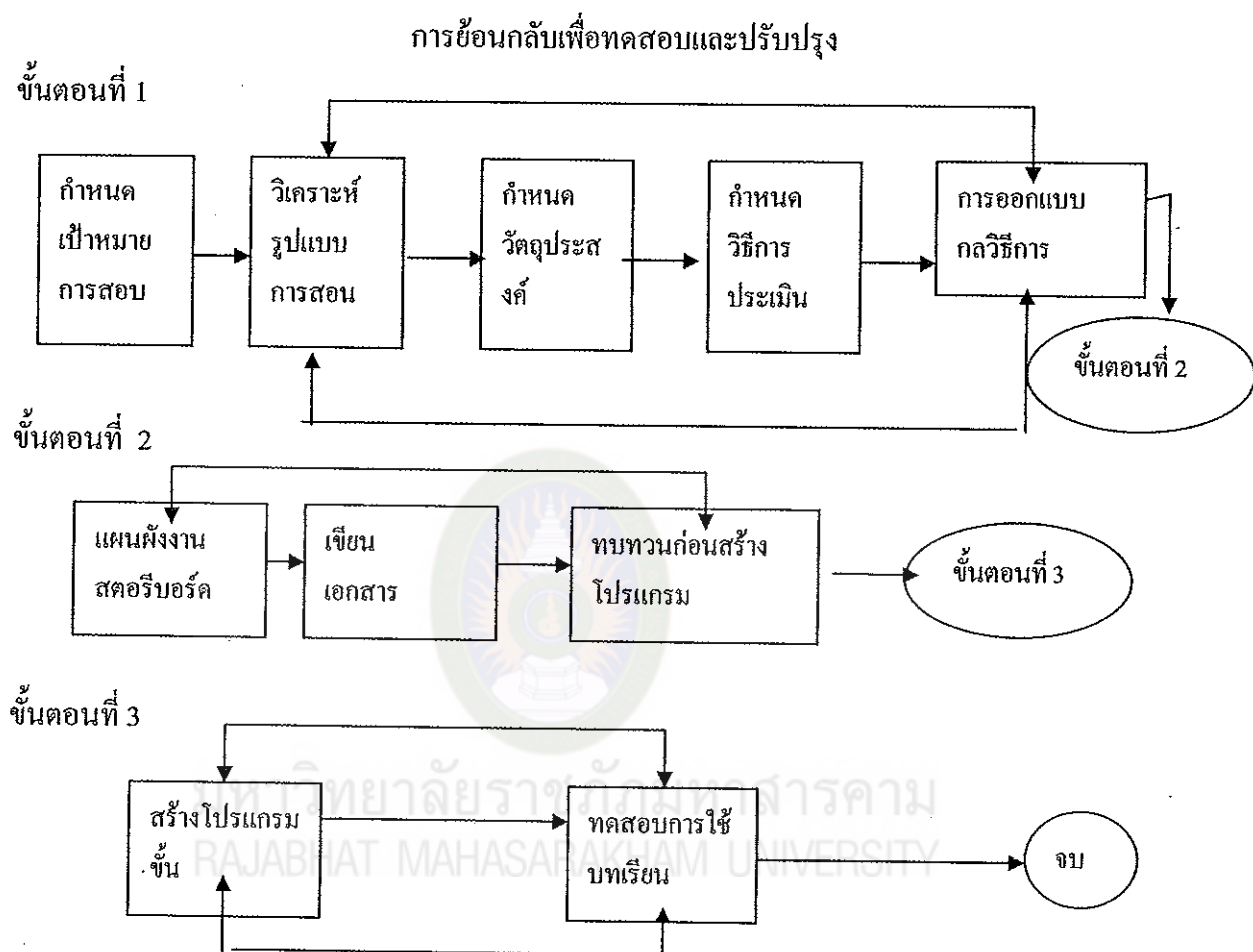 การย้อนกลับเพื่อทดสอบและปรับปรุง
ขั้นตอนที่ 1
กำหนด
เป้าหมาย
การสอบ
วิเคราะห์
รูปแบบ
การสอน
กำหนด
วัตถุประส
งค์
กำหนด
วิธีการ
ประเมิน
การออกแบบ
กลวิธีการ
ขั้นตอนที่ 2
ขั้นตอนที่ 2
แผนผังงาน
สตอรีบอร์ด
เขียน
เอกสาร
ทบทวนก่อนสร้าง
โปรแกรม
ขั้นตอนที่ 3
ขั้นตอนที่ 3
สร้างโปรแกรม
ขั้น
ทดสอบการใช้
บทเรียน
จบ
มหาวิทยาลัยราชภัฏมหาสารคาม
RAJABHAT MAHASARAKHAM UNIVERSITY